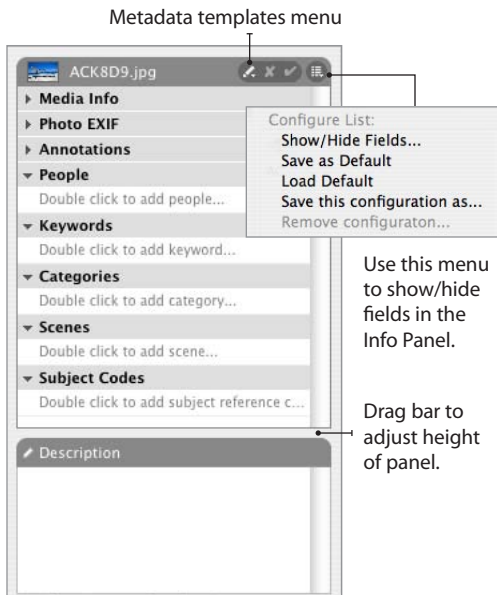 Metadata templates menu
ACK8D9.jpg
Media Info
Photo EXIF
Annotations
People
Double click to add people...
Keywords
Double click to add keyword...
Categories
Double click to add category...
Scenes
Double click to add scene...
Subject Codes
Double click to add subject reference c...
Description
Configure List:
Show/Hide Fields...
Save as Default
Load Default
Save this configuration as...
Remove configuraton...
Use this menu
to show/hide
fields in the
Info Panel.
Drag bar to
adjust height
of panel.